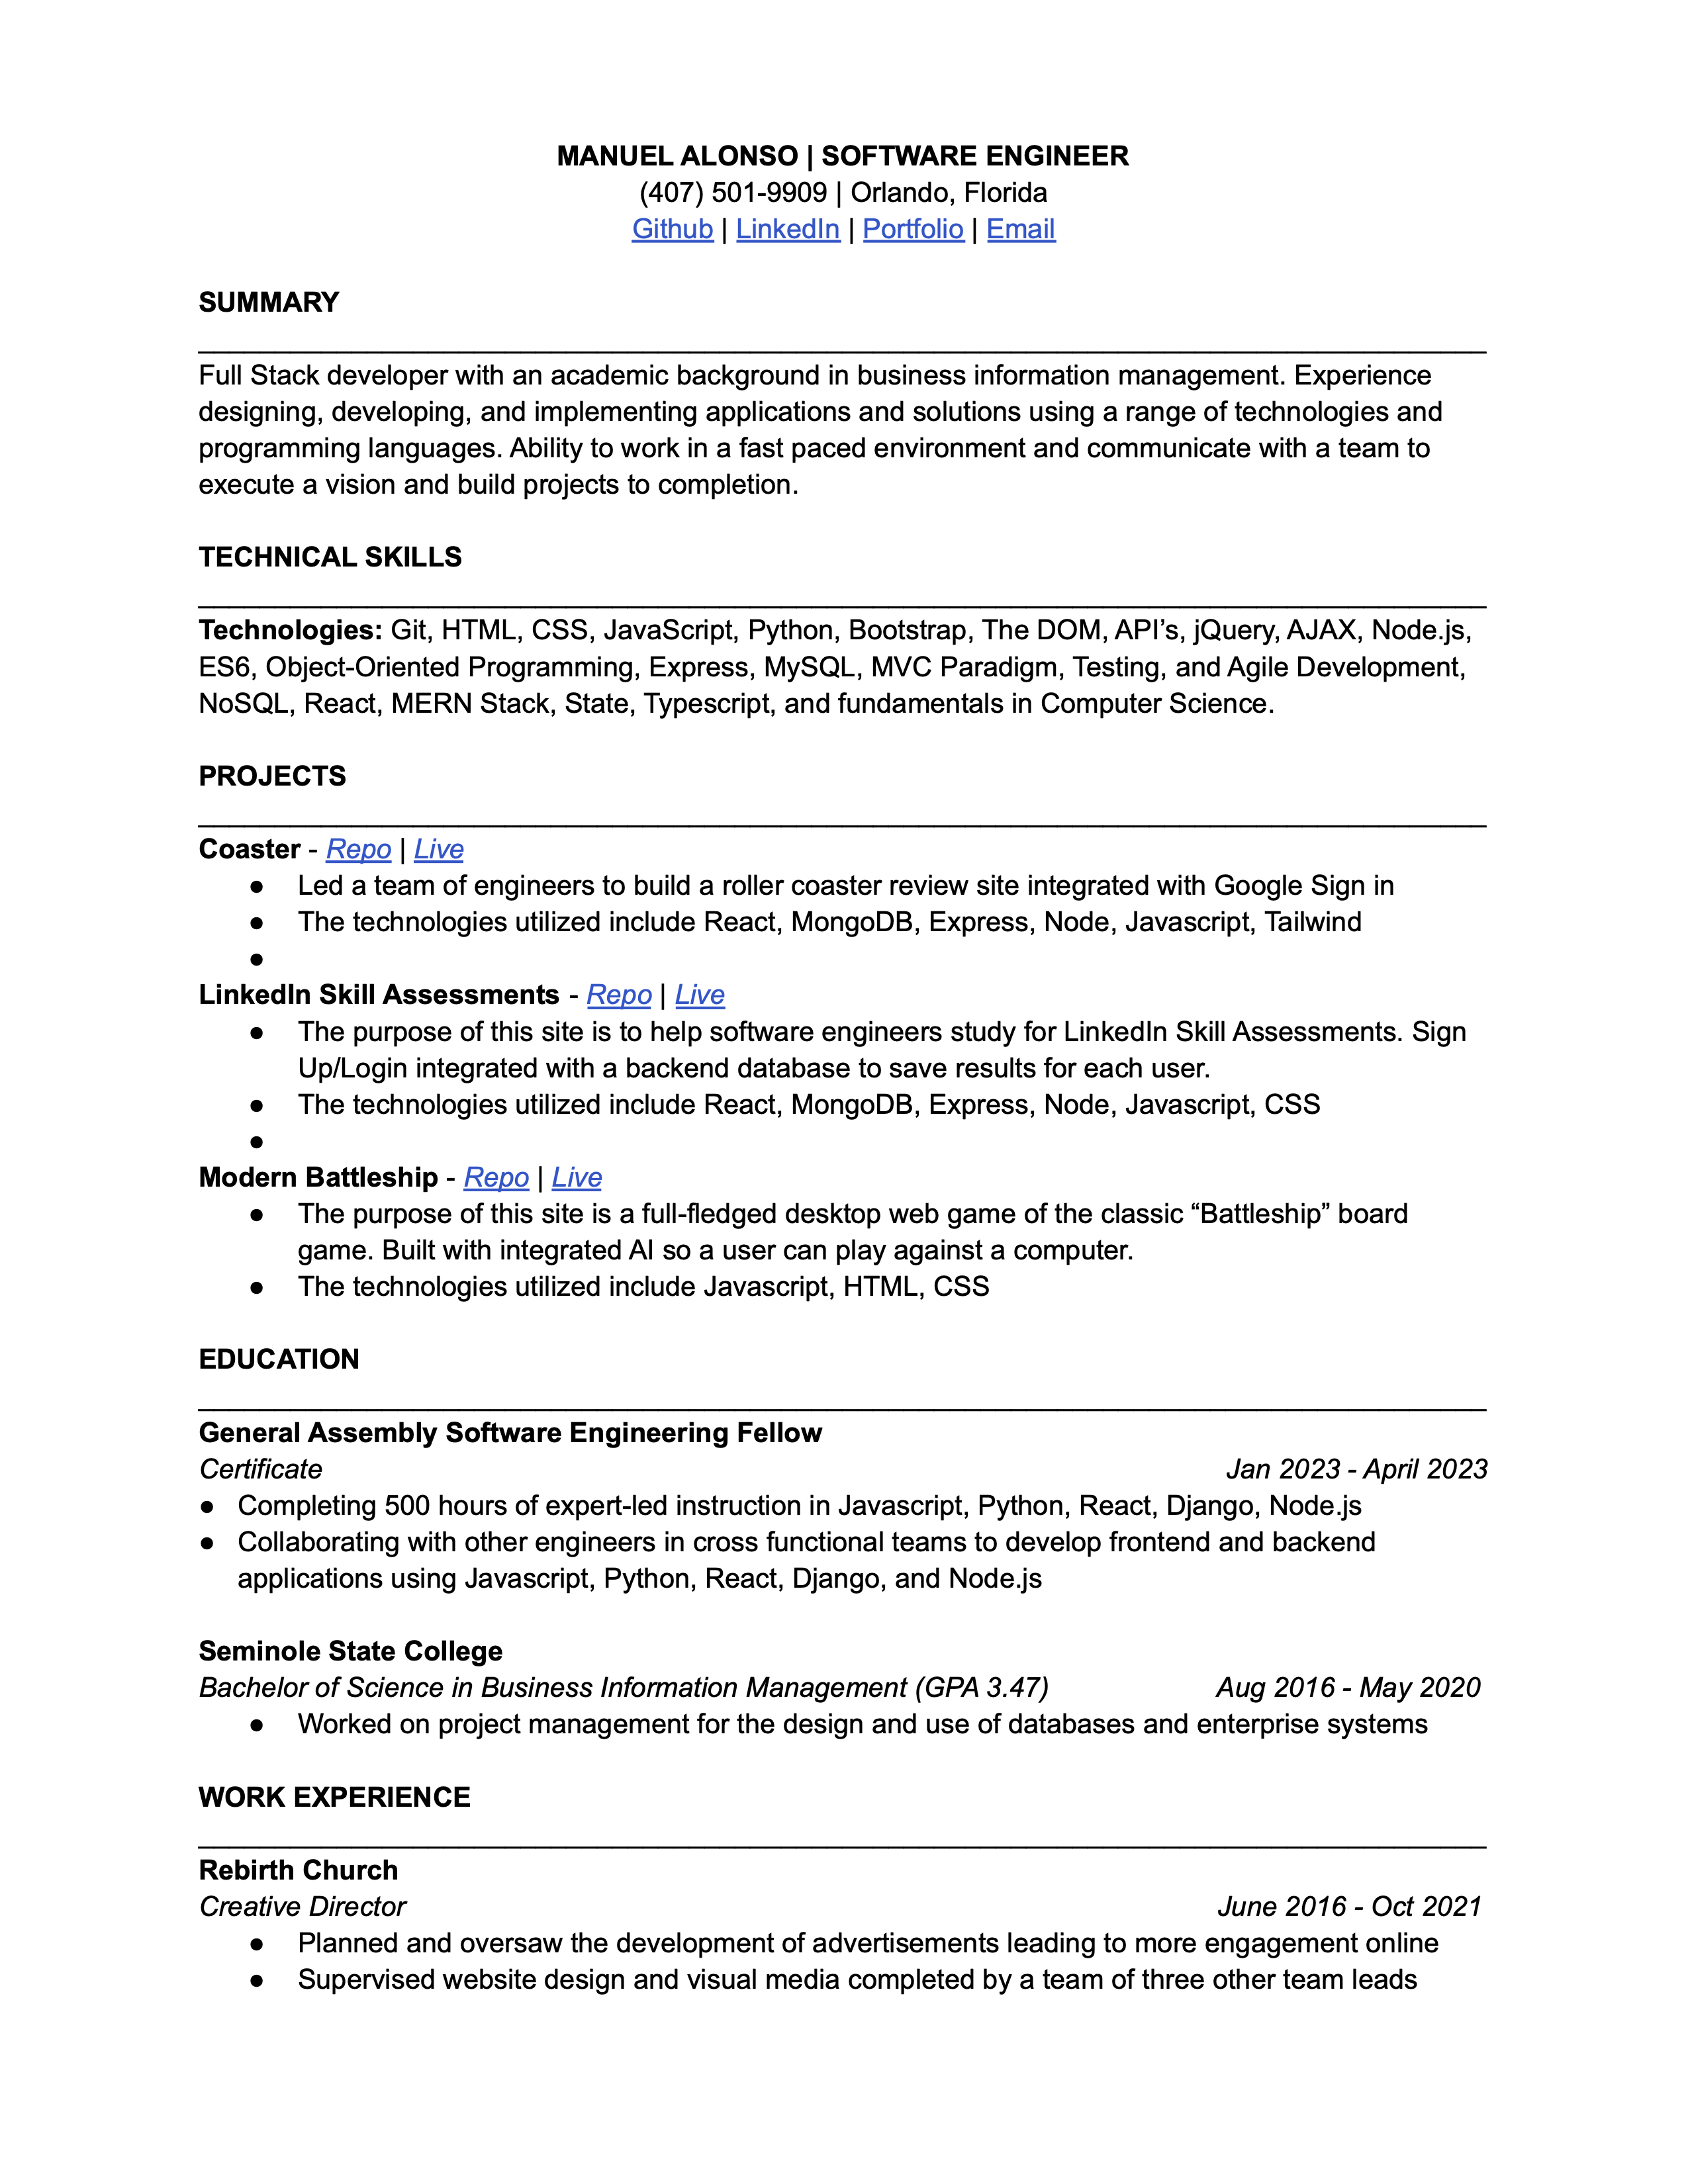 MANUEL ALONSO | SOFTWARE ENGINEER
(407) 501-9909 | Orlando, Florida
Github | LinkedIn | Portfolio | Email
SUMMARY
Full Stack developer with an academic background in business information management. Experience
designing, developing, and implementing applications and solutions using a range of technologies and
programming languages. Ability to work in a fast paced environment and communicate with a team to
execute a vision and build projects to completion.
TECHNICAL SKILLS
Technologies: Git, HTML, CSS, JavaScript, Python, Bootstrap, The DOM, API’s, jQuery, AJAX, Node.js,
ES6, Object-Oriented Programming, Express, MySQL, MVC Paradigm, Testing, and Agile Development,
NoSQL, React, MERN Stack, State, Typescript, and fundamentals in Computer Science.
PROJECTS
Coaster - Repo | Live
● Led a team of engineers to build a roller coaster review site integrated with Google Sign in
● The technologies utilized include React, MongoDB, Express, Node, Javascript, Tailwind
●
LinkedIn Skill Assessments - Repo | Live
● The purpose of this site is to help software engineers study for LinkedIn Skill Assessments. Sign
Up/Login integrated with a backend database to save results for each user.
● The technologies utilized include React, MongoDB, Express, Node, Javascript, CSS
●
Modern Battleship - Repo | Live
● The purpose of this site is a full-fledged desktop web game of the classic “Battleship” board
game. Built with integrated AI so a user can play against a computer.
● The technologies utilized include Javascript, HTML, CSS
EDUCATION
General Assembly Software Engineering Fellow
Certificate Jan 2023 - April 2023
● Completing 500 hours of expert-led instruction in Javascript, Python, React, Django, Node.js
● Collaborating with other engineers in cross functional teams to develop frontend and backend
applications using Javascript, Python, React, Django, and Node.js
Seminole State College
Bachelor of Science in Business Information Management (GPA 3.47) Aug 2016 - May 2020
● Worked on project management for the design and use of databases and enterprise systems
WORK EXPERIENCE
Rebirth Church
Creative Director June 2016 - Oct 2021
● Planned and oversaw the development of advertisements leading to more engagement online
● Supervised website design and visual media completed by a team of three other team leads